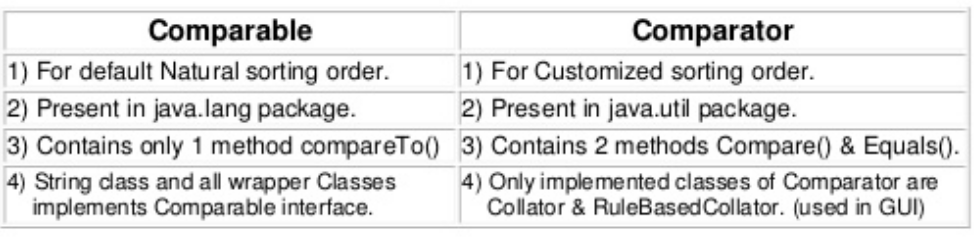 Comparable
Comparator
1) For default Natural sorting order.
1) For Customized sorting order.
2) Present in java.lang package.
2) Present in java.util package.
3) Contains only 1 method compareTo()
3) Contains 2 methods Compare() & Equals().
4) String class and all wrapper Classes
implements Comparable interface.
4) Only implemented classes of Comparator are
Collator & RuleBasedCollator. (used in GUI)